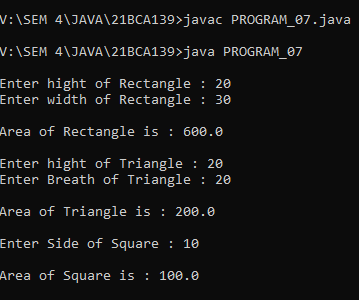 V:\SEM 4\JAVA\21BCA139>javac PROGRAM_07.java
V:\SEM 4\JAVA\21BCA139>java PROGRAM_07
Enter hight of Rectangle : 20
Enter width of Rectangle : 30
Area of Rectangle is : 600.0
Enter hight of Triangle : 20
Enter Breath of Triangle : 20
Area of Triangle is : 200.0
Enter Side of Square : 10
Area of Square is : 100.0